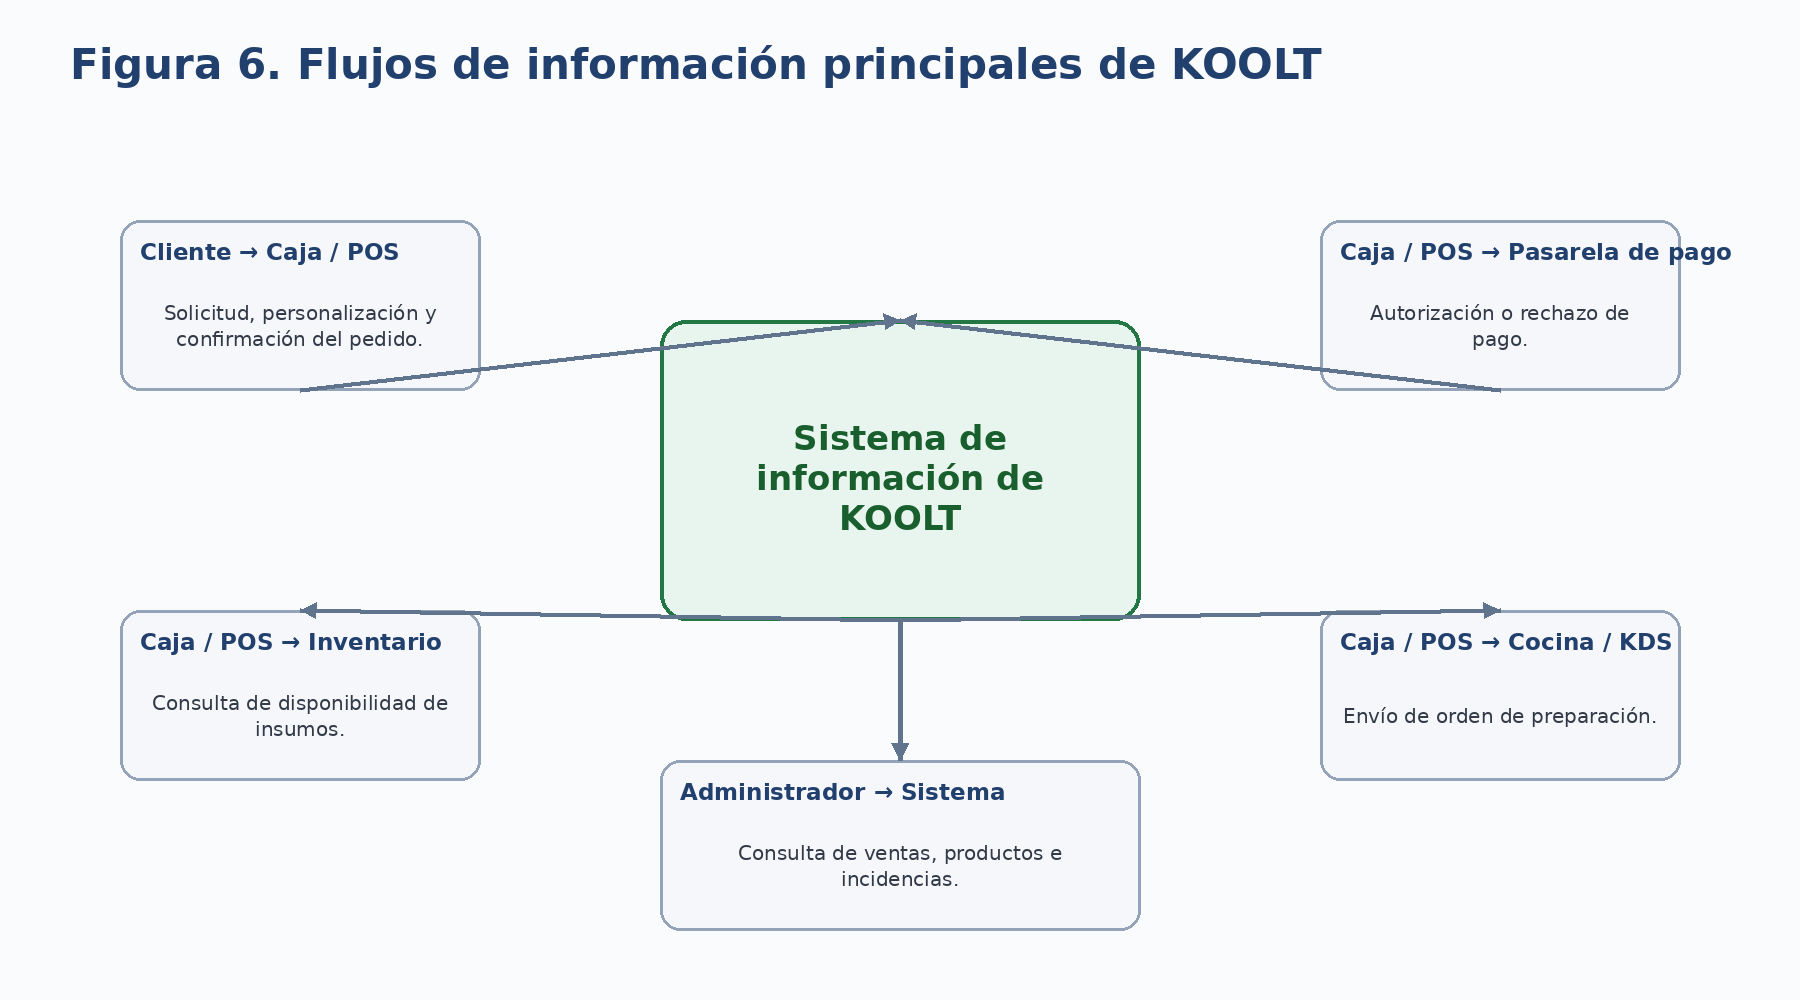 Figura 6. Flujos de información principales de KOOLT
Cliente → Caja / POS
Solicitud, personalización y
confirmación del pedido.
Caja / POS → Pasarela de pago
Autorización o rechazo de
pago.
Sistema de
información de
KOOLT
Caja / POS → Inventario
Consulta de disponibilidad de
insumos.
Caja / POS → Cocina / KDS
Envío de orden de preparación.
Administrador → Sistema
Consulta de ventas, productos e
incidencias.